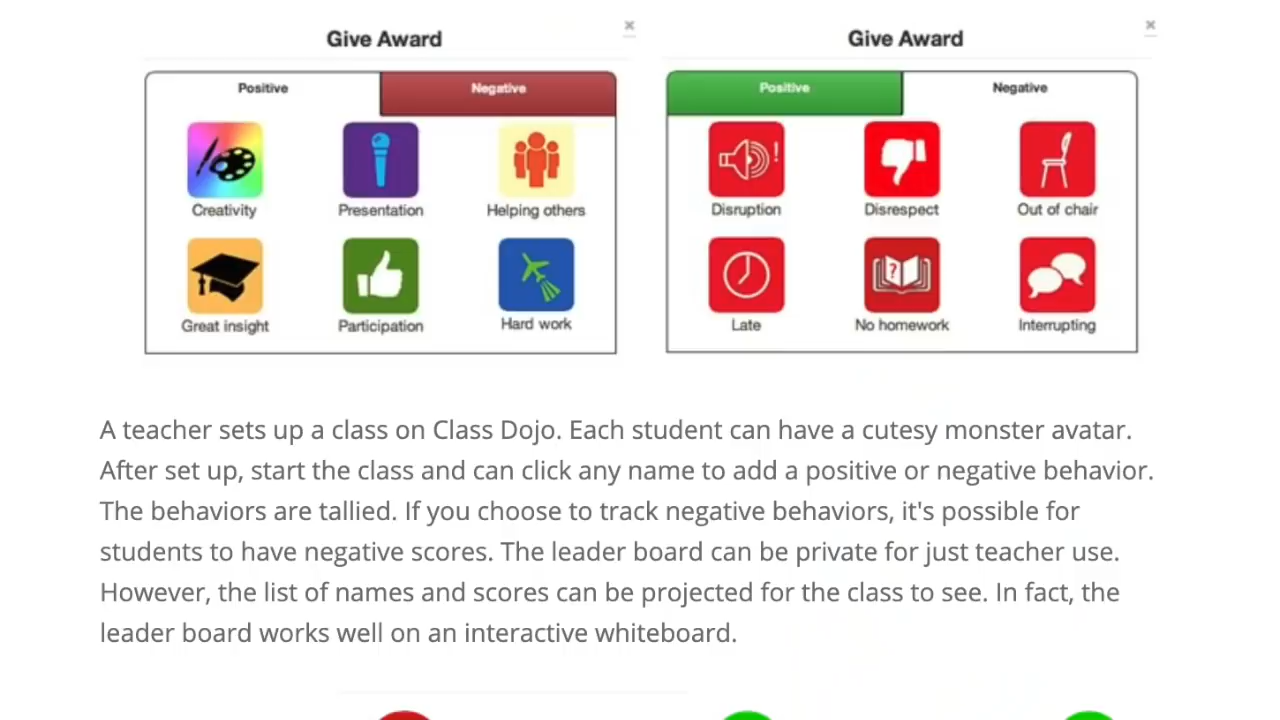 Give Award
Positive Negative
Creativity Presentation Helping others
Great insight Participation Hard work
Give Award
Positive Negative
Disruption Disrespect Out of chair
Late No homework Interrupting
A teacher sets up a class on Class Dojo. Each student can have a cutesy monster avatar.
After set up, start the class and can click any name to add a positive or negative behavior.
The behaviors are tallied. If you choose to track negative behaviors, it's possible for
students to have negative scores. The leader board can be private for just teacher use.
However, the list of names and scores can be projected for the class to see. In fact, the
leader board works well on an interactive whiteboard.